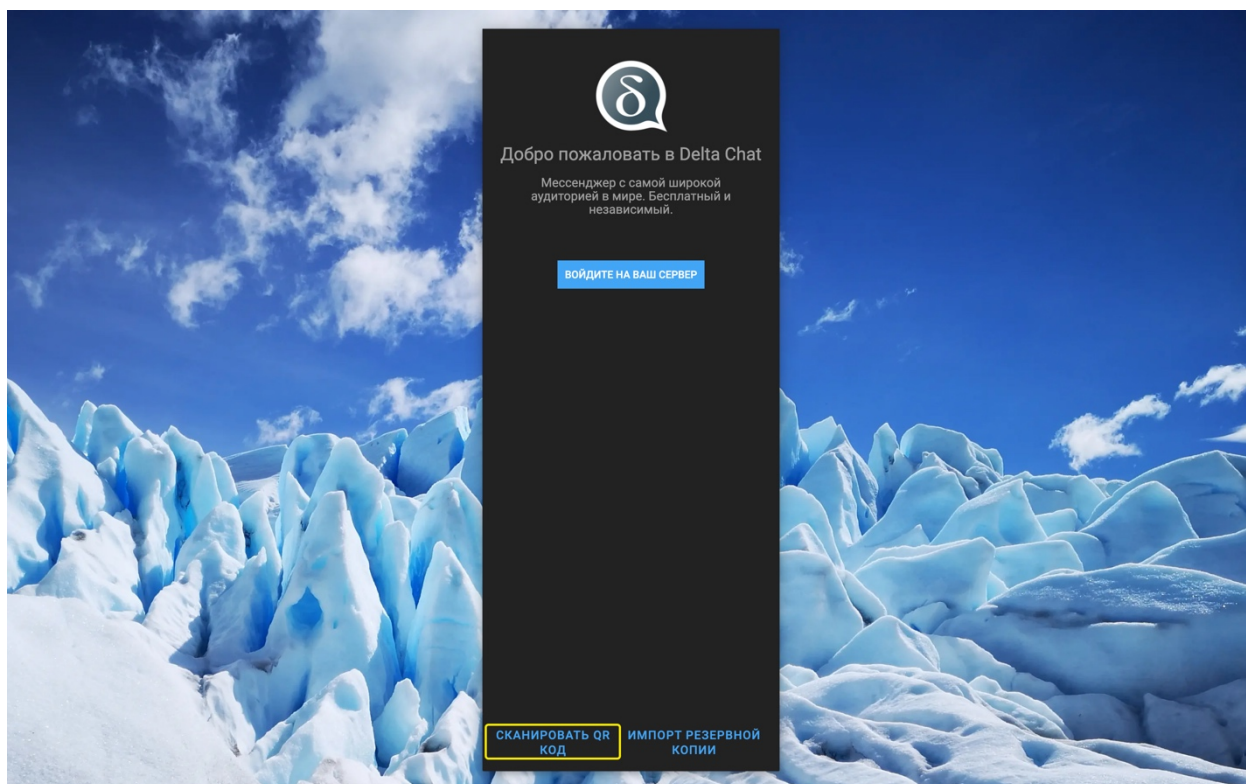 δ
Добро пожаловать в Delta Chat
Мессенджер с самой широкой
аудиторией в мире. Бесплатный и
независимый.
ВОЙДИТЕ НА ВАШ СЕРВЕР
СКАНИРОВАТЬ QR
КОД
ИМПОРТ РЕЗЕРВНОЙ
КОПИИ